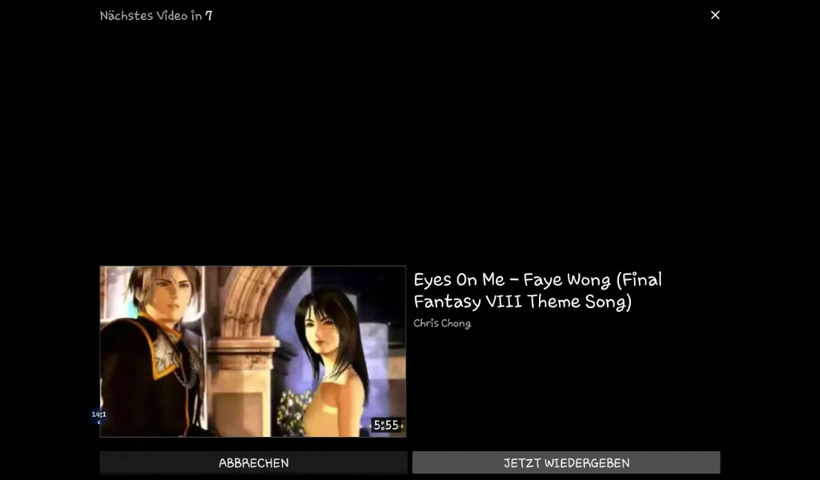 Nächstes Video in 7
Eyes On Me - Faye Wong (Final
Fantasy VIII Theme Song)
Chris Chong
5:55
ABBRECHEN
JETZT WIEDERGEBEN